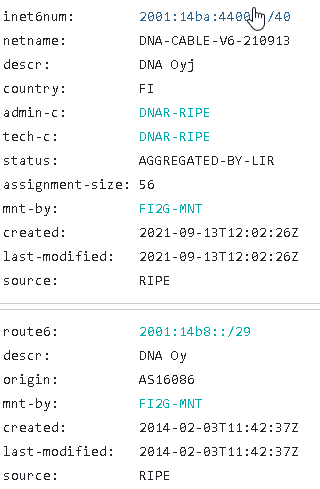 inet6num: 2001:14ba:4400 /40
netname: DNA-CABLE-V6-210913
descr: DNA Oyj
country: FI
admin-c: DNAR-RIPE
tech-c: DNAR-RIPE
status: AGGREGATED-BY-LIR
assignment-size: 56
mnt-by: FI2G-MNT
created: 2021-09-13T12:02:26Z
last-modified: 2021-09-13T12:02:26Z
source: RIPE
route6: 2001:14b8::/29
descr: DNA Oy
origin: AS16086
mnt-by: FI2G-MNT
created: 2014-02-03T11:42:37Z
last-modified: 2014-02-03T11:42:37Z
source: RIPE